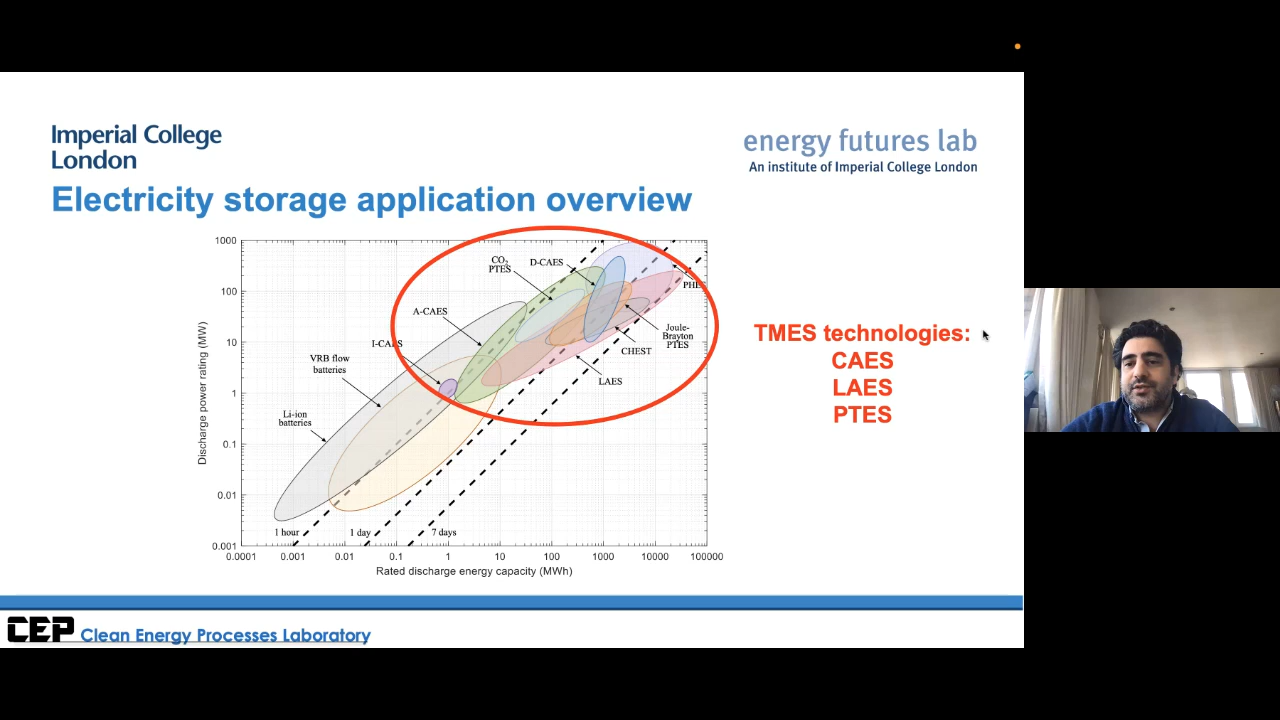 Imperial College
London
energy futures lab
An institute of Imperial College London
Electricity storage application overview
1000
100
10
1
0.1
0.01
0.001
Discharge power rating (MW)
CO2
PTES
D-CAES
A-CAES
I-CAES
VRB flow
batteries
Li-ion
batteries
Joule-
Brayton
PTES
CHEST
LAES
1 hour
1 day
7 days
0.0001
0.001
0.01
0.1
1
10
100
1000
10000
100000
Rated discharge energy capacity (MWh)
TMES technologies:
CAES
LAES
PTES
CEP Clean Energy Processes Laboratory